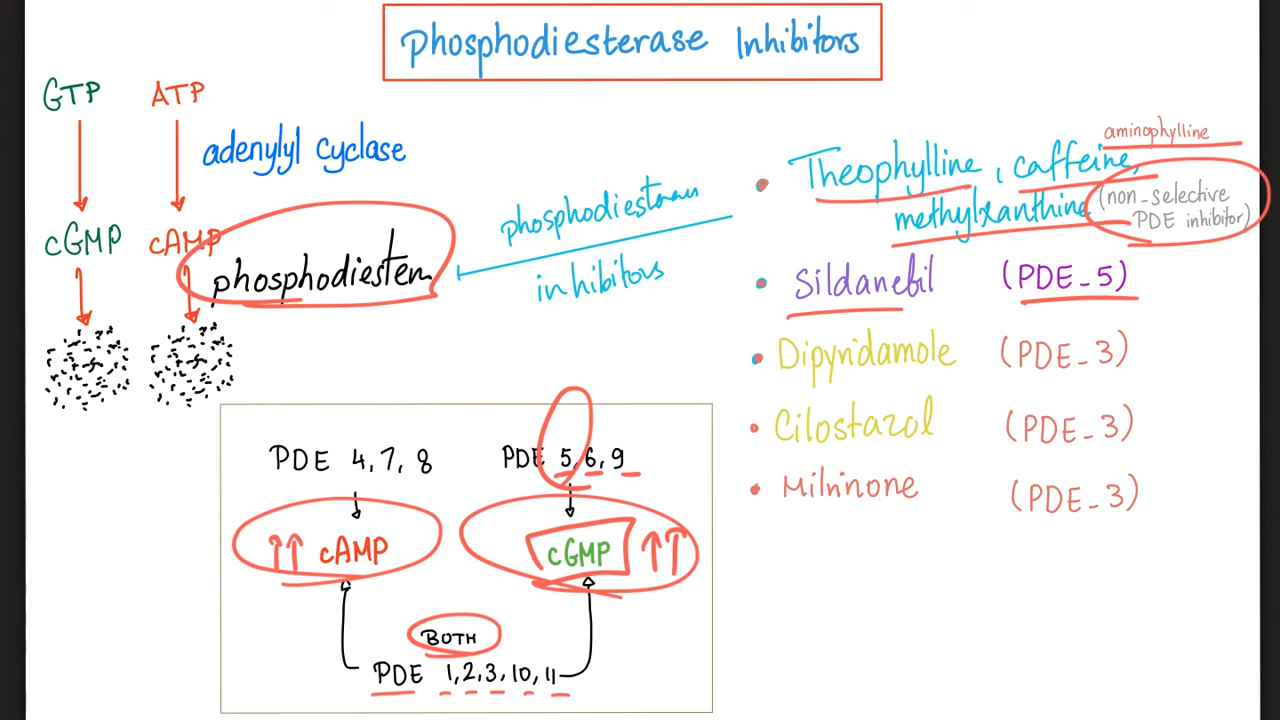 Phosphodiesterase Inhibitors
GTP
ATP
adenylyl cyclase
cGMP
cAMP
phosphodiester
phosphodiesteras
inhibitors
aminophylline
• Theophylline, caffeine,
methylxanthine (non-selective
PDE inhibitor)
• Sildanefil (PDE-5)
• Dipyridamole (PDE-3)
• Cilostazol (PDE-3)
• Milrinone (PDE-3)
PDE 4,7,8
PDE 5,6,9
↑↑ cAMP
cGMP ↑↑
BOTH
PDE 1,2,3,10,11